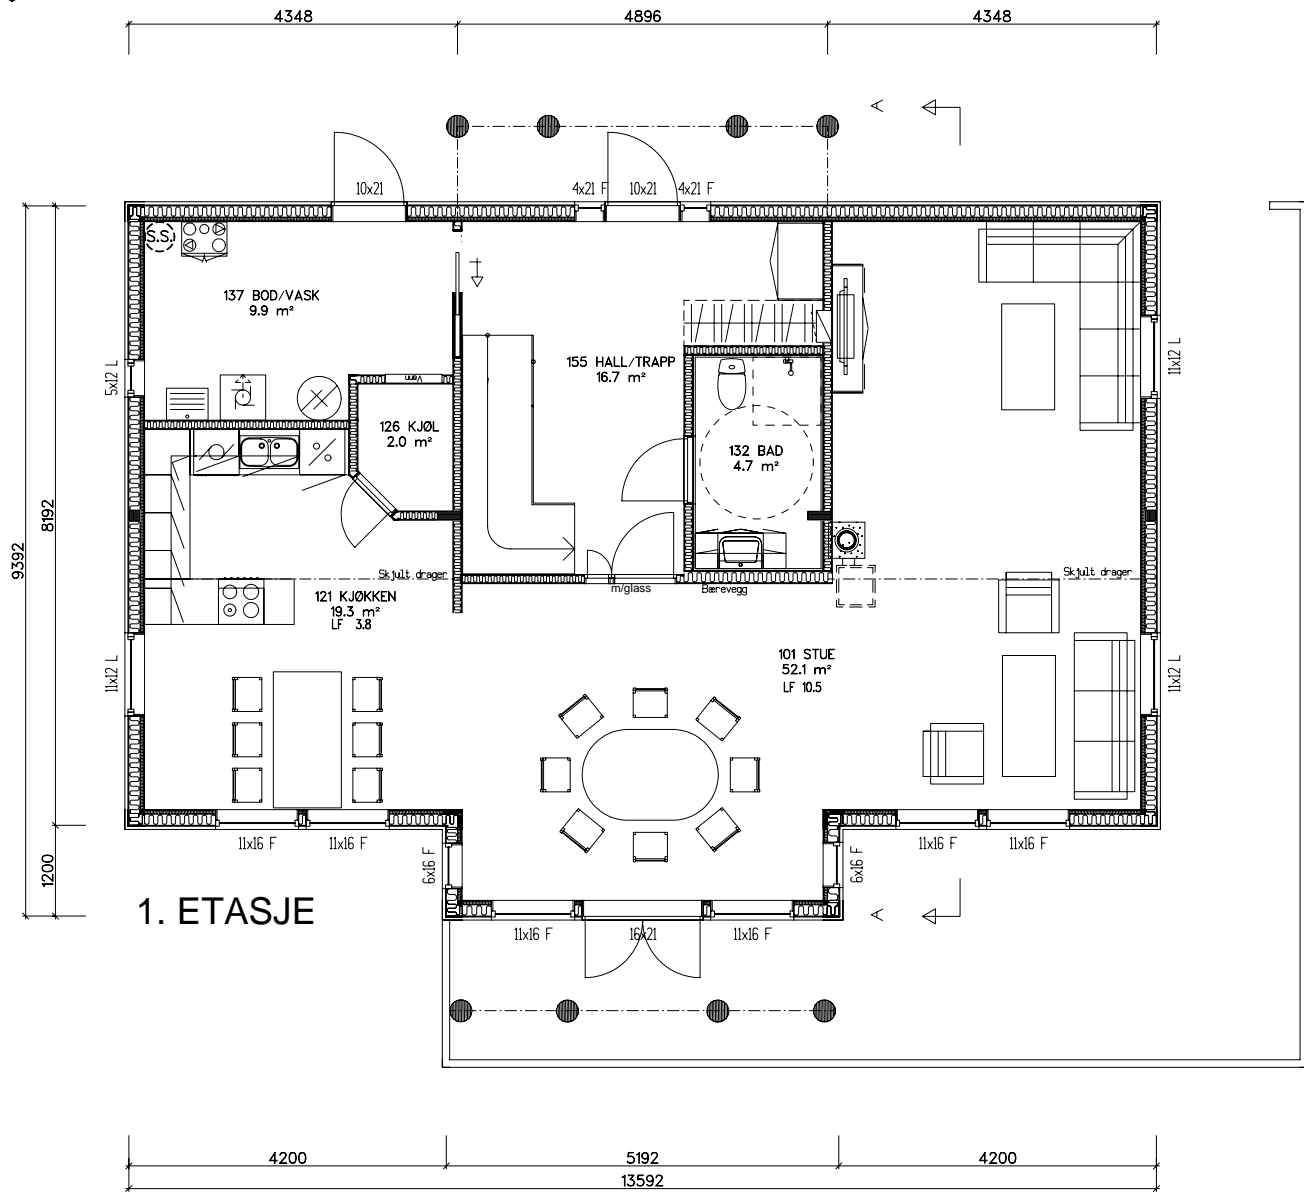 4348
4896
4348
A
10x21
4x21 F
10x21
4x21 F
S.S.
137 BOD/VASK
9.9 m²
155 HALL/TRAPP
16.7 m²
5x12 L
11x12 L
Vann
126 KJØL
2.0 m²
132 BAD
4.7 m²
8192
9392
Skjult drager
Skjult drager
m/glass
Bærevegg
121 KJØKKEN
19.3 m²
LF 3.8
101 STUE
52.1 m²
LF 10.5
11x12 L
11x12 L
11x16 F
11x16 F
6x16 F
6x16 F
11x16 F
11x16 F
1200
1. ETASJE
A
11x16 F
16x21
11x16 F
4200
5192
4200
13592